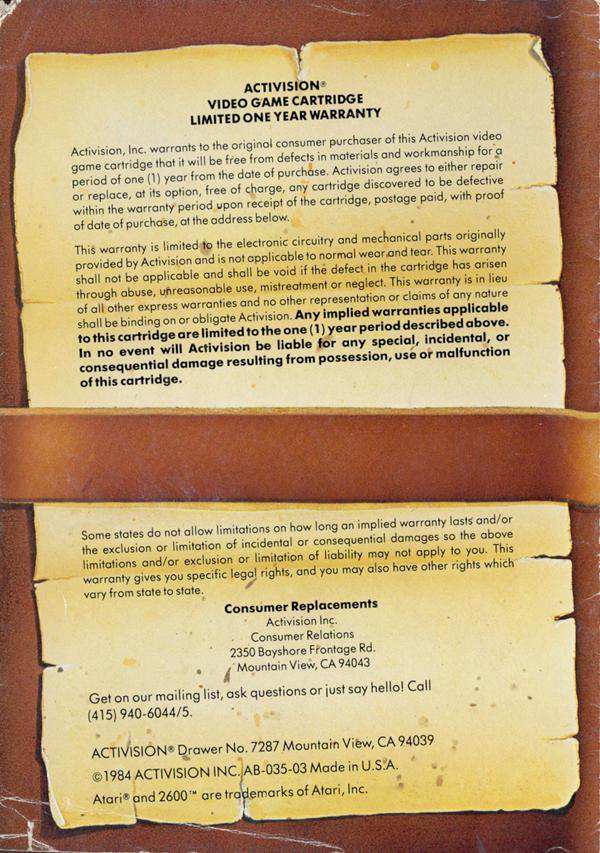 ACTIVISION®
VIDEO GAME CARTRIDGE
LIMITED ONE YEAR WARRANTY
Activision, Inc. warrants to the original consumer purchaser of this Activision video
game cartridge that it will be free from defects in materials and workmanship for a
period of one (1) year from the date of purchase. Activision agrees to either repair
or replace, at its option, free of charge, any cartridge discovered to be defective
within the warranty period upon receipt of the cartridge, postage paid, with proof
of date of purchase, at the address below.
This warranty is limited to the electronic circuitry and mechanical parts originally
provided by Activision and is not applicable to normal wear and tear. This warranty
shall not be applicable and shall be void if the defect in the cartridge has arisen
through abuse, unreasonable use, mistreatment or neglect. This warranty is in lieu
of all other express warranties and no other representation or claims of any nature
shall be binding on or obligate Activision. Any implied warranties applicable
to this cartridge are limited to the one (1) year period described above.
In no event will Activision be liable for any special, incidental, or
consequential damage resulting from possession, use or malfunction
of this cartridge.
Some states do not allow limitations on how long an implied warranty lasts and/or
the exclusion or limitation of incidental or consequential damages so the above
limitations and/or exclusion or limitation of liability may not apply to you. This
warranty gives you specific legal rights, and you may also have other rights which
vary from state to state.
Consumer Replacements
Activision Inc.
Consumer Relations
2350 Bayshore Frontage Rd.
Mountain View, CA 94043
Get on our mailing list, ask questions or just say hello! Call
(415) 940-6044/5.
ACTIVISION® Drawer No. 7287 Mountain View, CA 94039
©1984 ACTIVISION INC. AB-035-03 Made in U.S.A.
Atari® and 2600™ are trademarks of Atari, Inc.